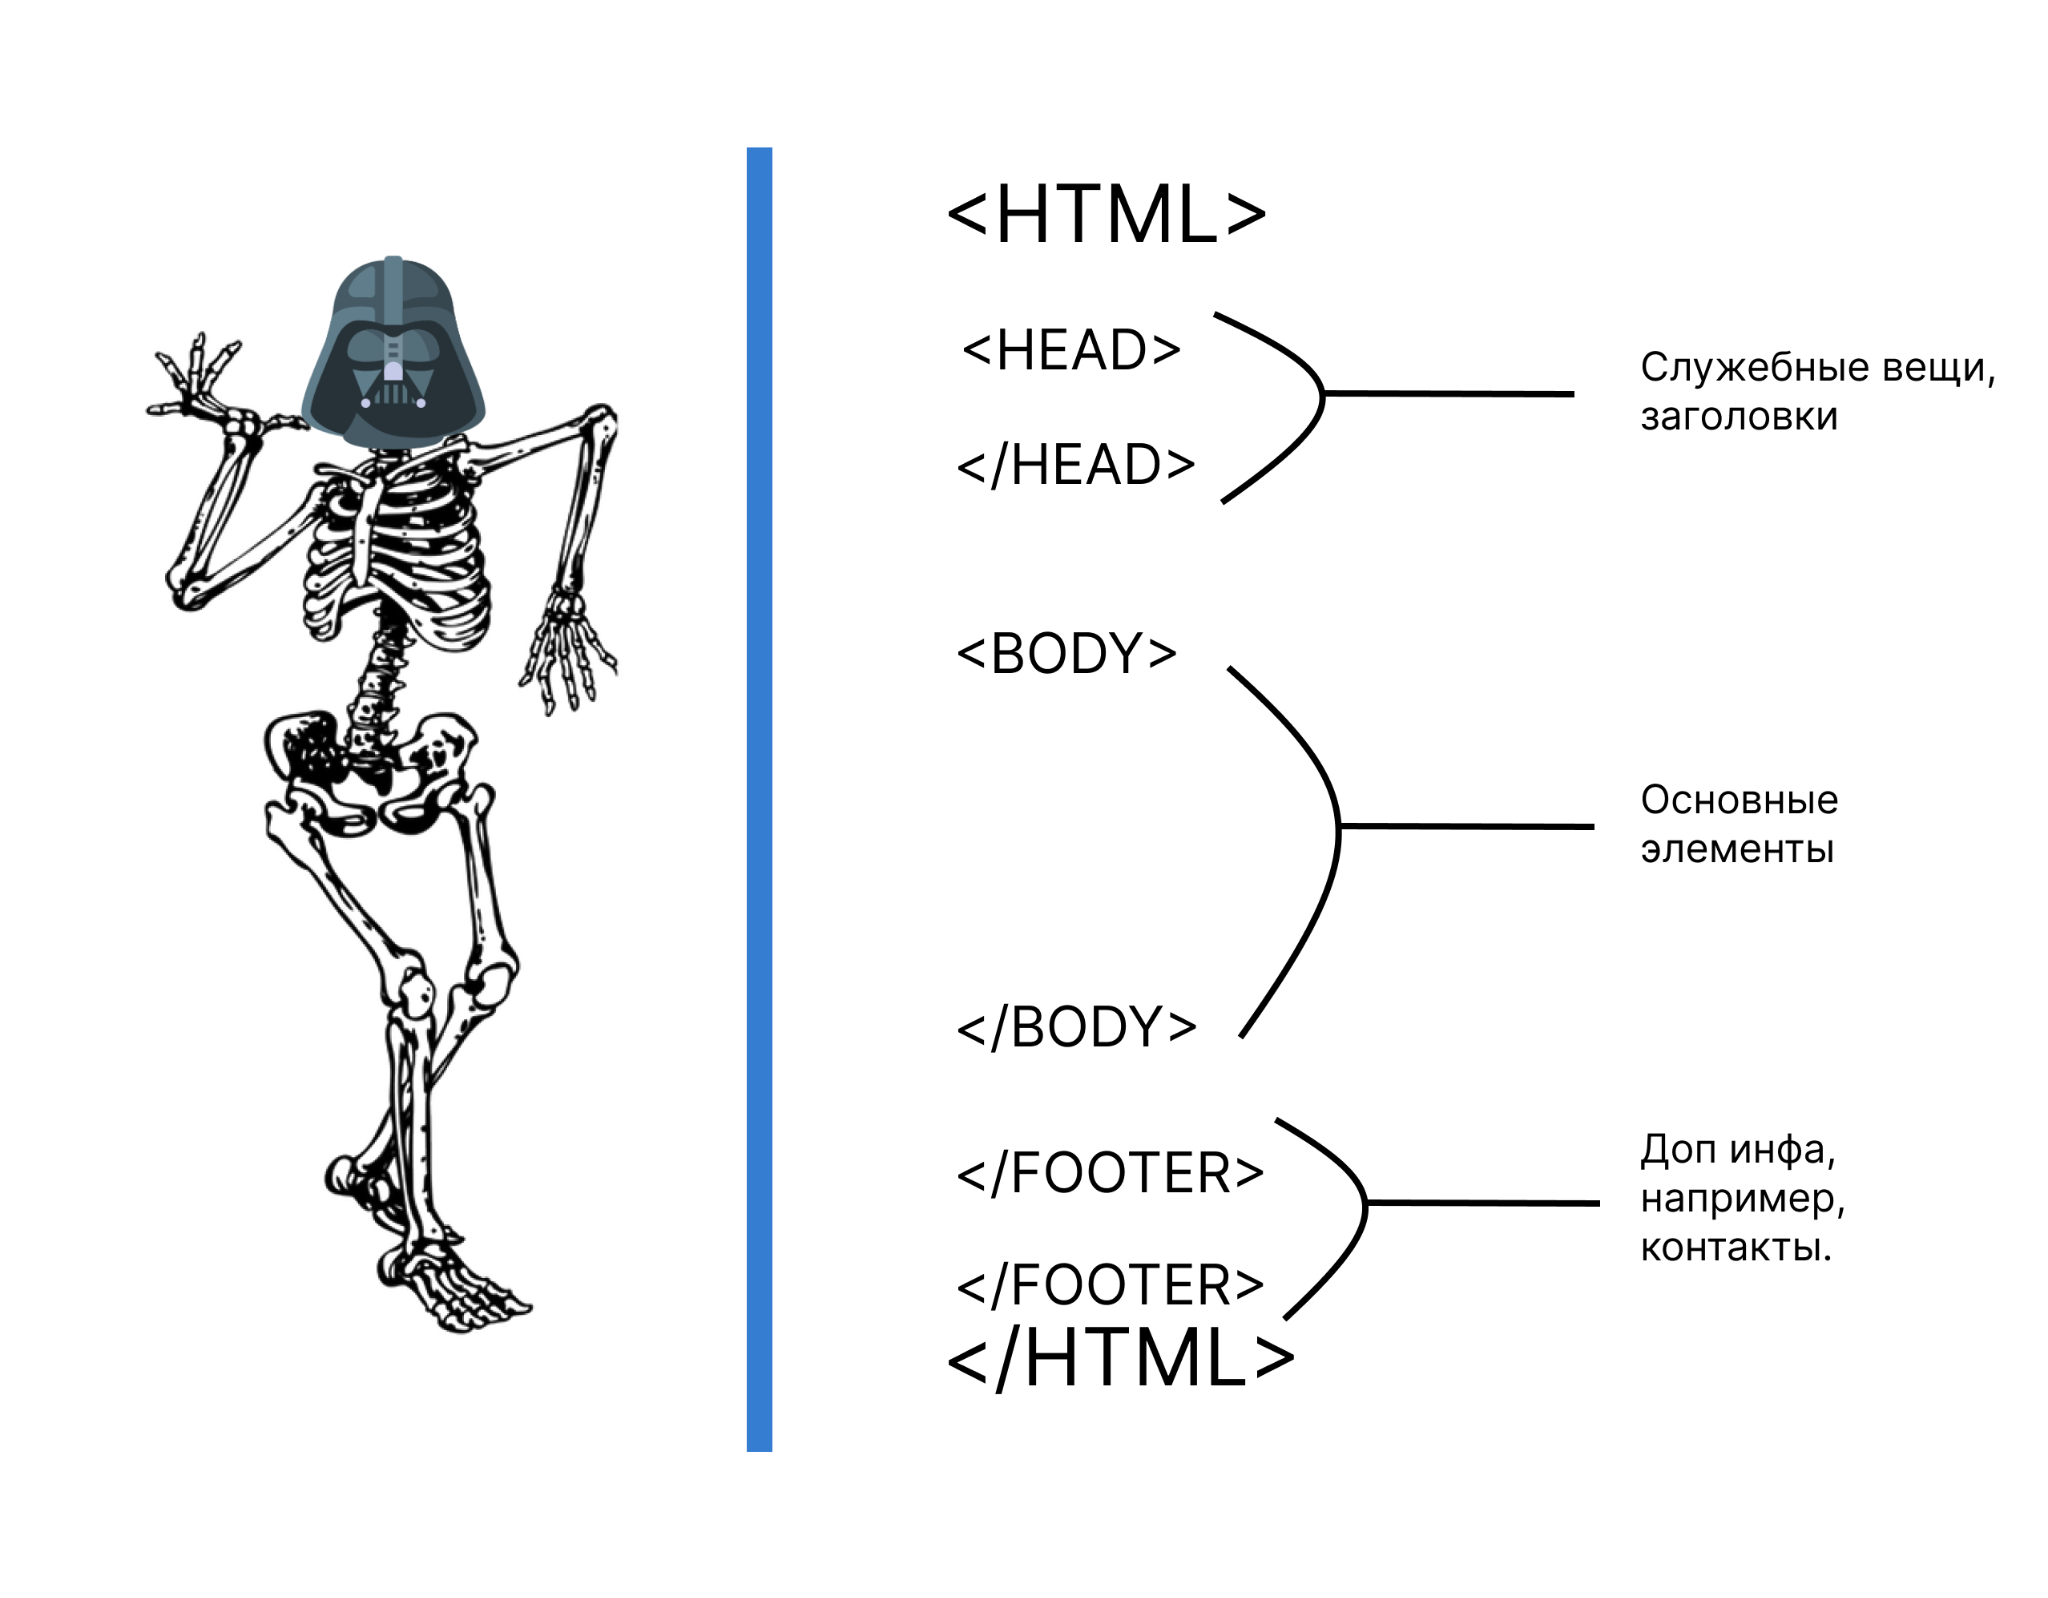 <HTML>
<HEAD>
</HEAD>
Служебные вещи,
заголовки
<BODY>
</BODY>
Основные
элементы
</FOOTER>
</FOOTER>
Доп инфа,
например,
контакты.
</HTML>